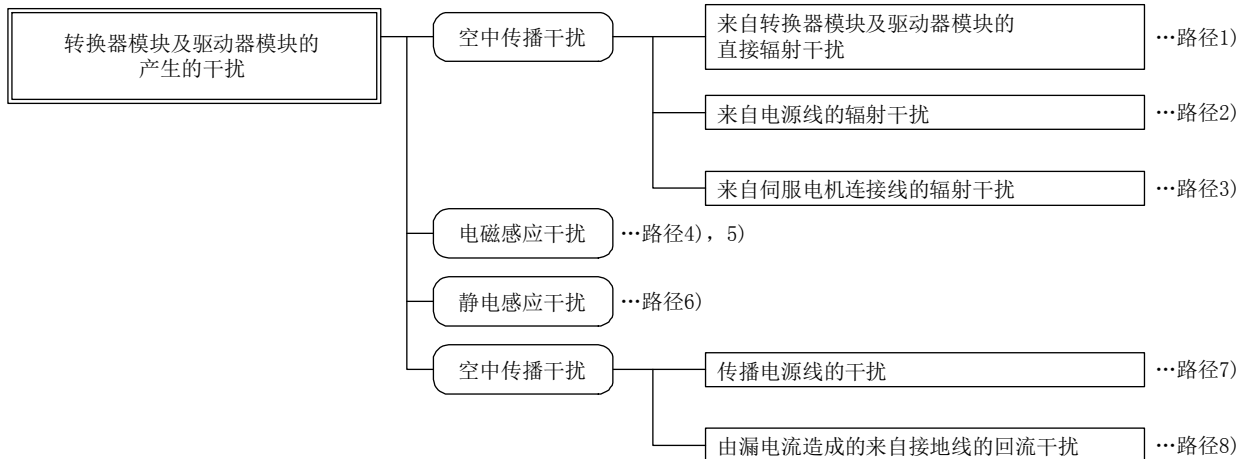 转换器模块及驱动器模块的
产生的干扰
空中传播干扰
来自转换器模块及驱动器模块的
直接辐射干扰
…路径1)
来自电源线的辐射干扰
…路径2)
来自伺服电机连接线的辐射干扰
…路径3)
电磁感应干扰
…路径4), 5)
静电感应干扰
…路径6)
空中传播干扰
传播电源线的干扰
…路径7)
由漏电流造成的来自接地线的回流干扰
…路径8)